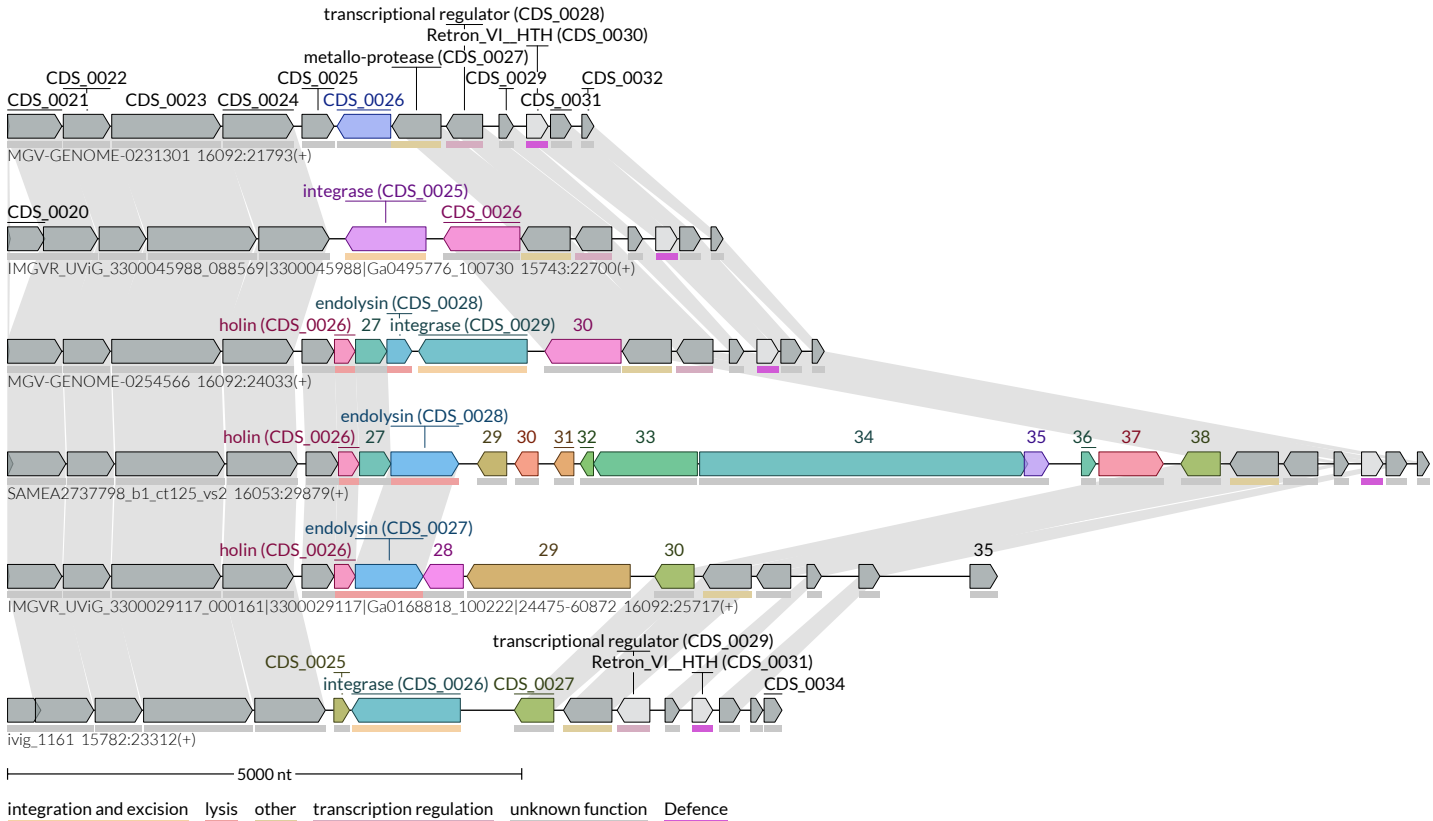 transcriptional regulator (CDS_0028)
Retron_VI__HTH (CDS_0030)
metallo-protease (CDS_0027)
CDS_0022 CDS_0025 CDS_0029 CDS_0032
CDS_0021 CDS_0023 CDS_0024 CDS_0026 CDS_0031
MGV-GENOME-0231301 16092:21793(+)
integrase (CDS_0025)
CDS_0020 CDS_0026
IMGVR_UViG_3300045988_088569|3300045988|Ga0495776_100730 15743:22700(+)
endolysin (CDS_0028)
holin (CDS_0026) 27 integrase (CDS_0029) 30
MGV-GENOME-0254566 16092:24033(+)
endolysin (CDS_0028)
holin (CDS_0026) 27 29 30 31 32 33 34 35 36 37 38
SAMEA2737798_b1_ct125_vs2 16053:29879(+)
endolysin (CDS_0027)
holin (CDS_0026) 28 29 30 35
IMGVR_UViG_3300029117_000161|3300029117|Ga0168818_100222|24475-60872 16092:25717(+)
transcriptional regulator (CDS_0029)
CDS_0025 Retron_VI__HTH (CDS_0031)
integrase (CDS_0026) CDS_0027 CDS_0034
ivig_1161 15782:23312(+)
5000 nt
integration and excision lysis other transcription regulation unknown function Defence